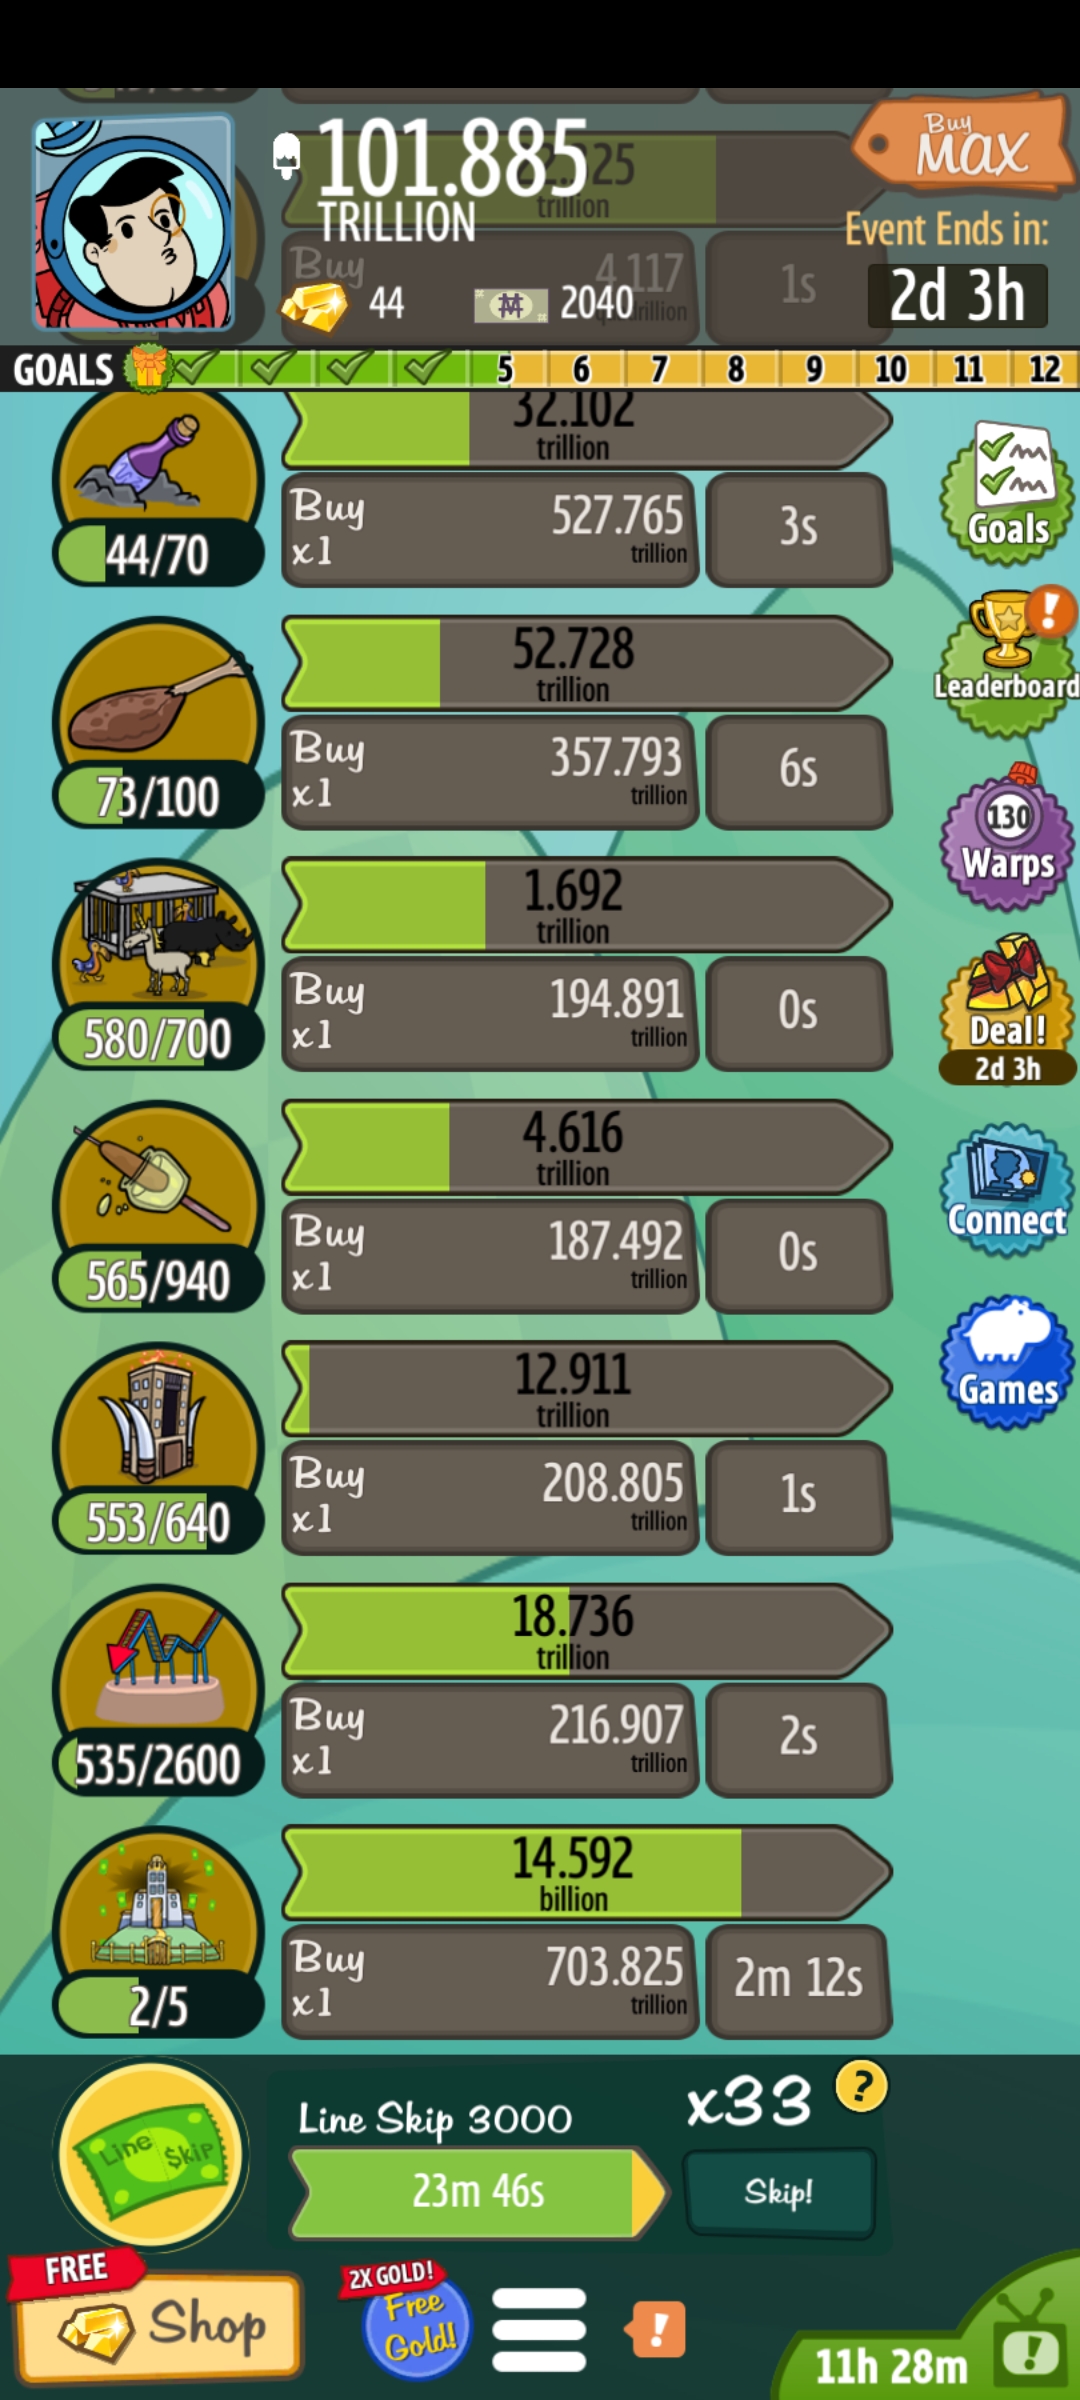 101.885
TRILLION
trillion
Buy
MAX
Event Ends in:
2d 3h
44
2040
Buy
4.117
1s
GOALS
5 6 7 8 9 10 11 12
32.102
trillion
44/70
Buy
x1
527.765
trillion
3s
Goals
52.728
trillion
73/100
Buy
x1
357.793
trillion
6s
!
Leaderboard
130
Warps
1.692
trillion
580/700
Buy
x1
194.891
trillion
0s
Deal!
2d 3h
4.616
trillion
565/940
Buy
x1
187.492
trillion
0s
Connect
12.911
trillion
553/640
Buy
x1
208.805
trillion
1s
Games
18.736
trillion
535/2600
Buy
x1
216.907
trillion
2s
14.592
billion
2/5
Buy
x1
703.825
trillion
2m 12s
Line $kip
Line Skip 3000
23m 46s
x33
?
Skip!
FREE
Shop
2X GOLD!
Free
Gold!
!
11h 28m
!